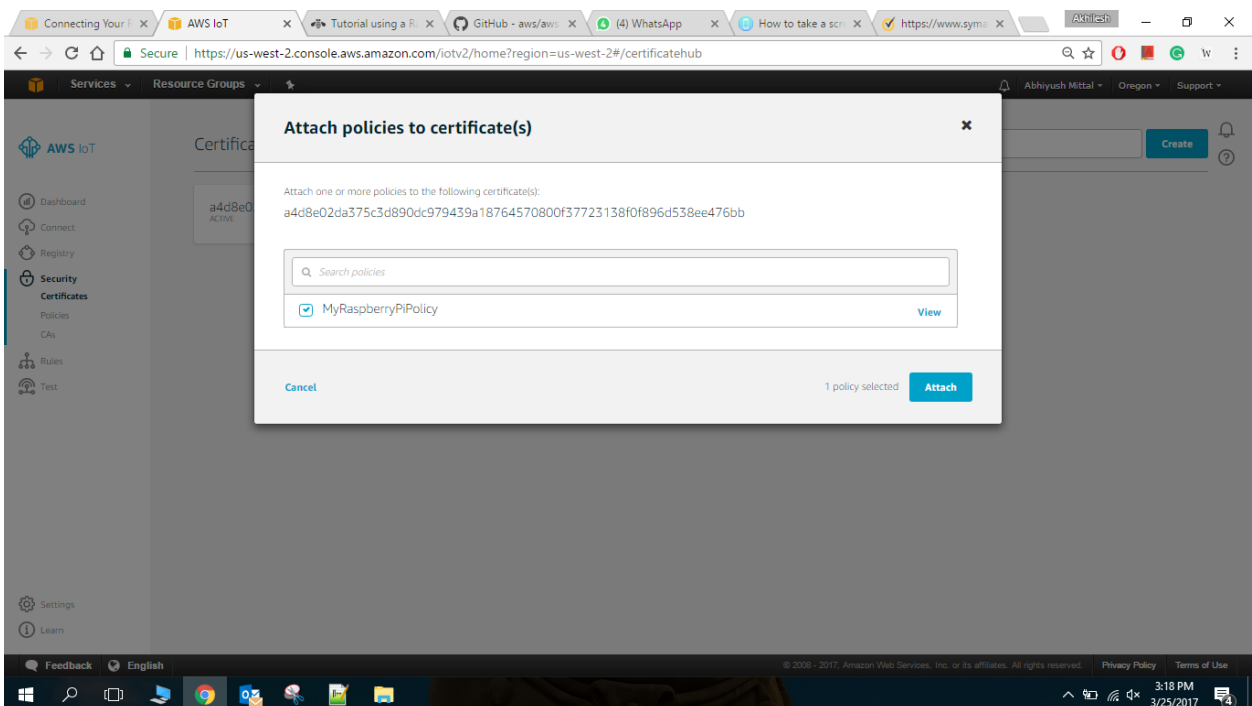 Connecting Your F
AWS IoT
Tutorial using a R
GitHub - aws/aws
(4) WhatsApp
How to take a scr
https://www.syma
Akhilesh
Secure
https://us-west-2.console.aws.amazon.com/iotv2/home?region=us-west-2#/certificatehub
Services
Resource Groups
Abhiyush Mittal
Oregon
Support
AWS IoT
Dashboard
Connect
Registry
Security
Certificates
Policies
CAs
Rules
Test
Settings
Learn
Certifica
Create
a4d8e0
ACTIVE
Attach policies to certificate(s)
Attach one or more policies to the following certificate(s):
a4d8e02da375c3d890dc979439a18764570800f37723138f0f896d538ee476bb
Search policies
MyRaspberryPiPolicy
View
Cancel
1 policy selected
Attach
Feedback
English
© 2008 - 2017, Amazon Web Services, Inc. or its affiliates. All rights reserved.
Privacy Policy
Terms of Use
3:18 PM
3/25/2017
4